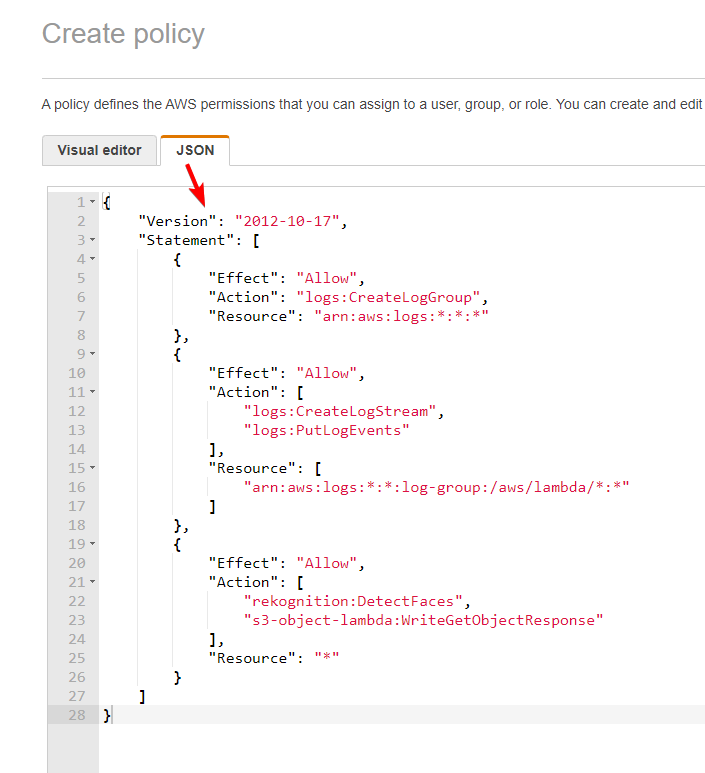 Create policy
A policy defines the AWS permissions that you can assign to a user, group, or role. You can create and edit
Visual editor JSON
1 {
2 "Version": "2012-10-17",
3 "Statement": [
4 {
5 "Effect": "Allow",
6 "Action": "logs:CreateLogGroup",
7 "Resource": "arn:aws:logs:*:*:*"
8 },
9 {
10 "Effect": "Allow",
11 "Action": [
12 "logs:CreateLogStream",
13 "logs:PutLogEvents"
14 ],
15 "Resource": [
16 "arn:aws:logs:*:*:log-group:/aws/lambda/*:*"
17 ]
18 },
19 {
20 "Effect": "Allow",
21 "Action": [
22 "rekognition:DetectFaces",
23 "s3-object-lambda:WriteGetObjectResponse"
24 ],
25 "Resource": "*"
26 }
27 ]
28 }